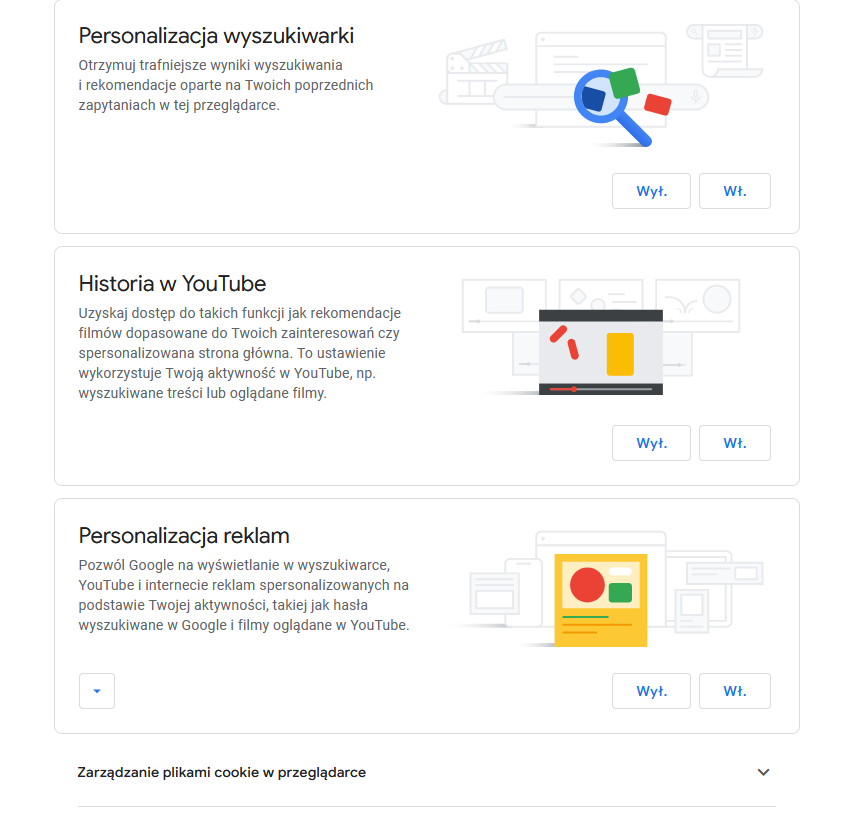 Personalizacja wyszukiwarki
Otrzymuj trafniejsze wyniki wyszukiwania
i rekomendacje oparte na Twoich poprzednich
zapytaniach w tej przeglądarce.
Wył.
Wł.
Historia w YouTube
Uzyskaj dostęp do takich funkcji jak rekomendacje
filmów dopasowane do Twoich zainteresowań czy
spersonalizowana strona główna. To ustawienie
wykorzystuje Twoją aktywność w YouTube, np.
wyszukiwane treści lub oglądane filmy.
Wył.
Wł.
Personalizacja reklam
Pozwól Google na wyświetlanie w wyszukiwarce,
YouTube i internecie reklam spersonalizowanych na
podstawie Twojej aktywności, takiej jak hasła
wyszukiwane w Google i filmy oglądane w YouTube.
Wył.
Wł.
Zarządzanie plikami cookie w przeglądarce